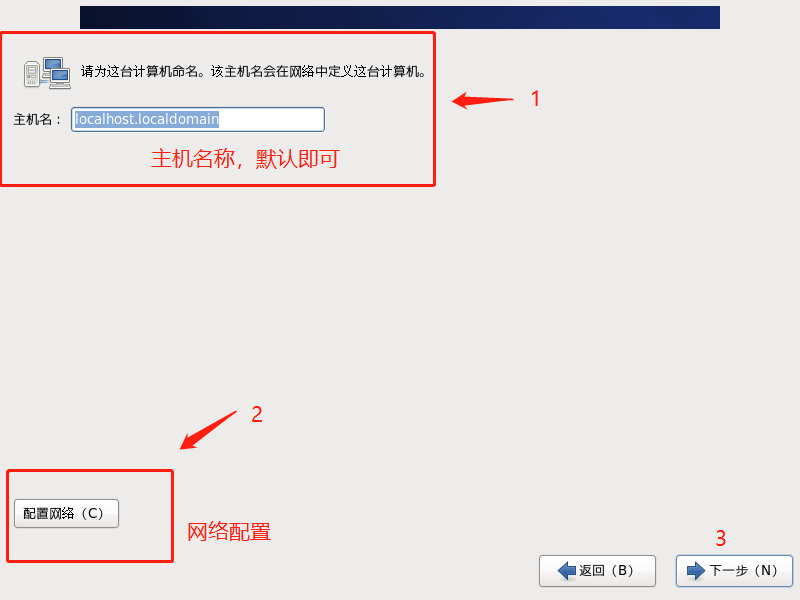 请为这台计算机命名。该主机名会在网络中定义这台计算机。
1
主机名： localhost.localdomain
主机名称，默认即可
2
配置网络（C）
网络配置
3
返回（B）
下一步（N）